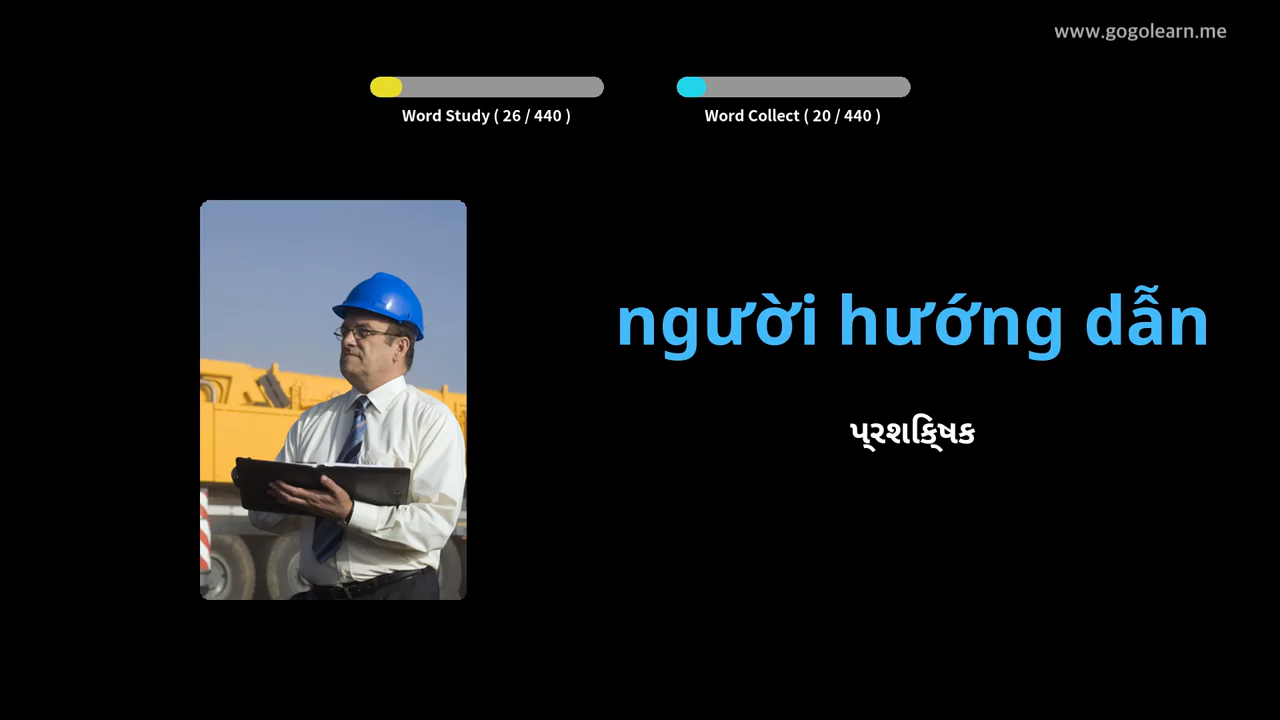 www.gogolearn.me
Word Study ( 26 / 440 )
Word Collect ( 20 / 440 )
người hướng dẫn
પ્રશિક્ષક